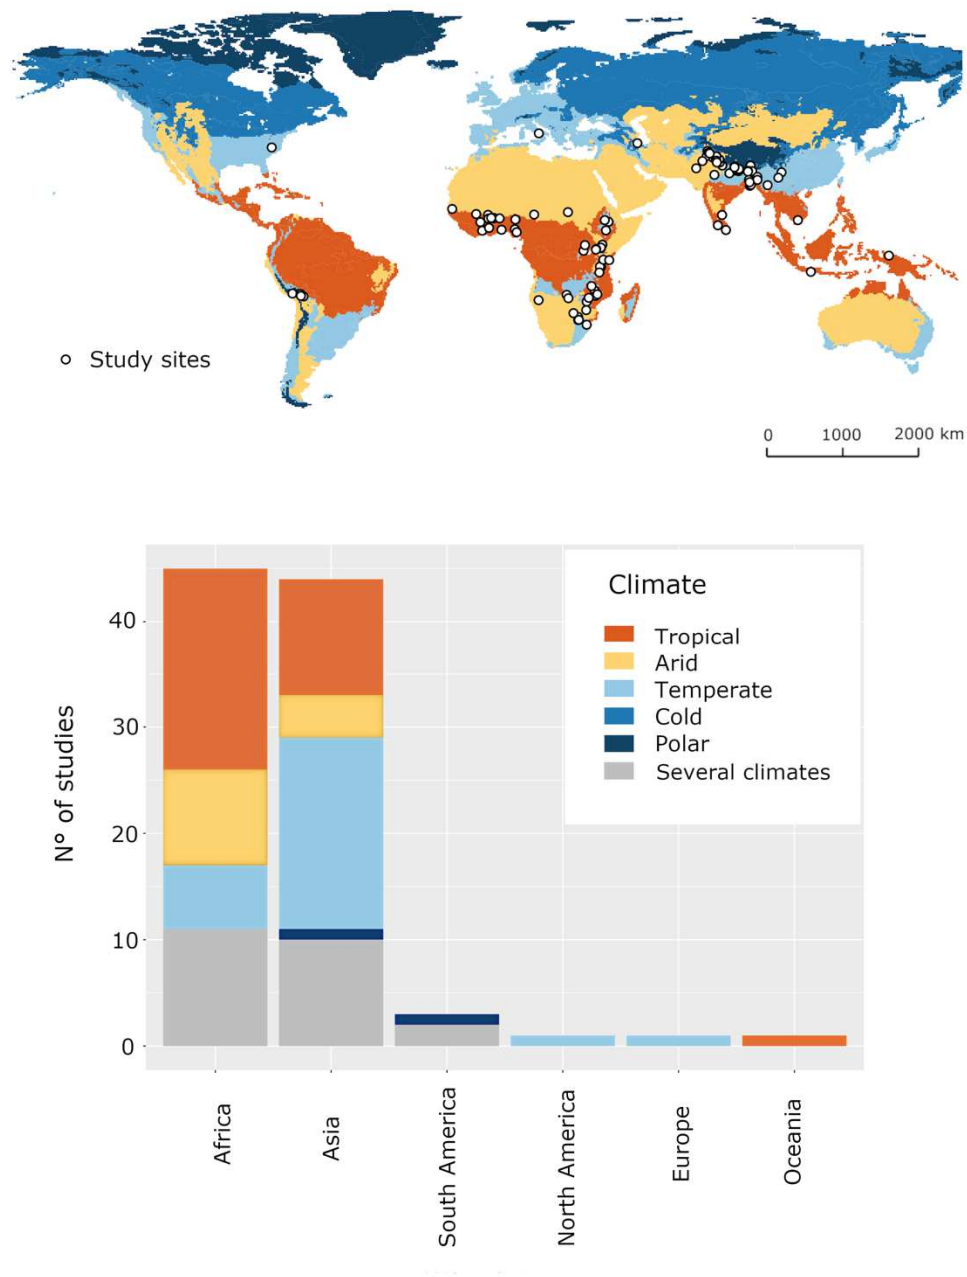 Study sites
0 1000 2000 km
Climate
Tropical
Arid
Temperate
Cold
Polar
Several climates
N° of studies
40
30
20
10
0
Africa
Asia
South America
North America
Europe
Oceania